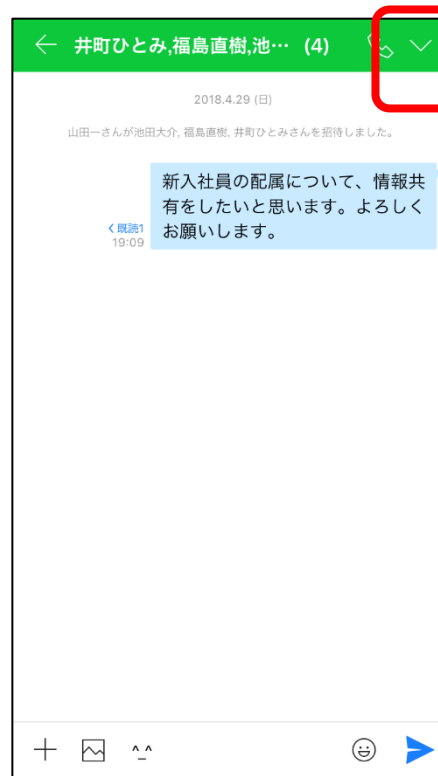 井町ひとみ,福島直樹,池… (4)
2018.4.29 (日)
山田一さんが池田大介, 福島直樹, 井町ひとみさんを招待しました。
新入社員の配属について、情報共
有をしたいと思います。よろしく
お願いします。
く既読1
19:09
^_^